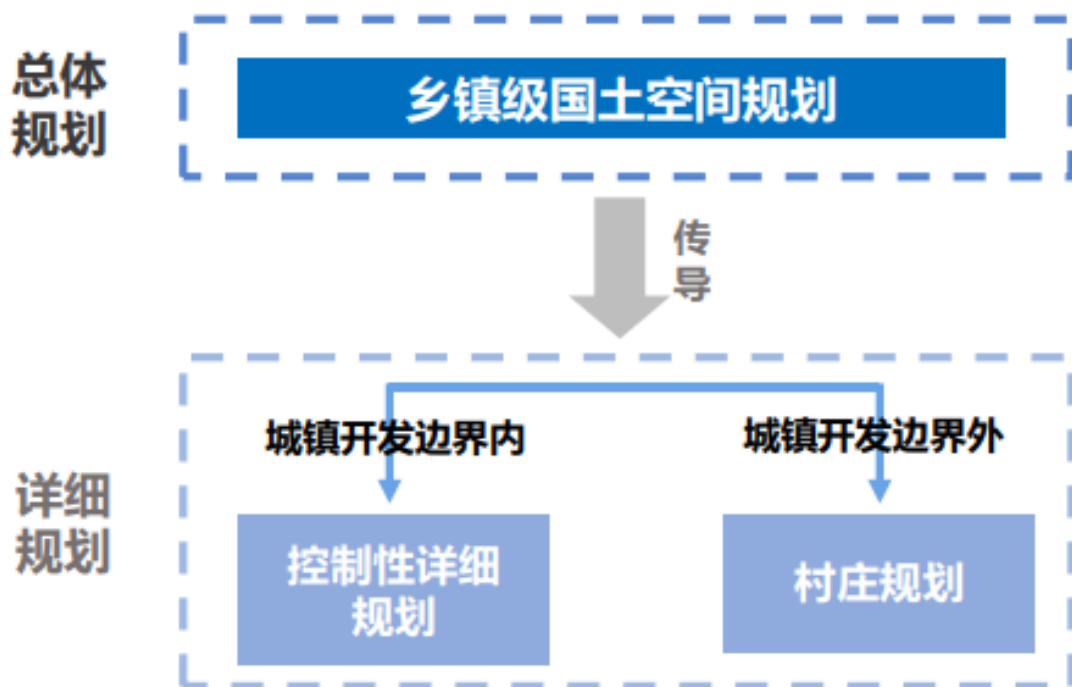 总体
规划
乡镇级国土空间规划
传
导
城镇开发边界内
城镇开发边界外
详细
规划
控制性详细
规划
村庄规划